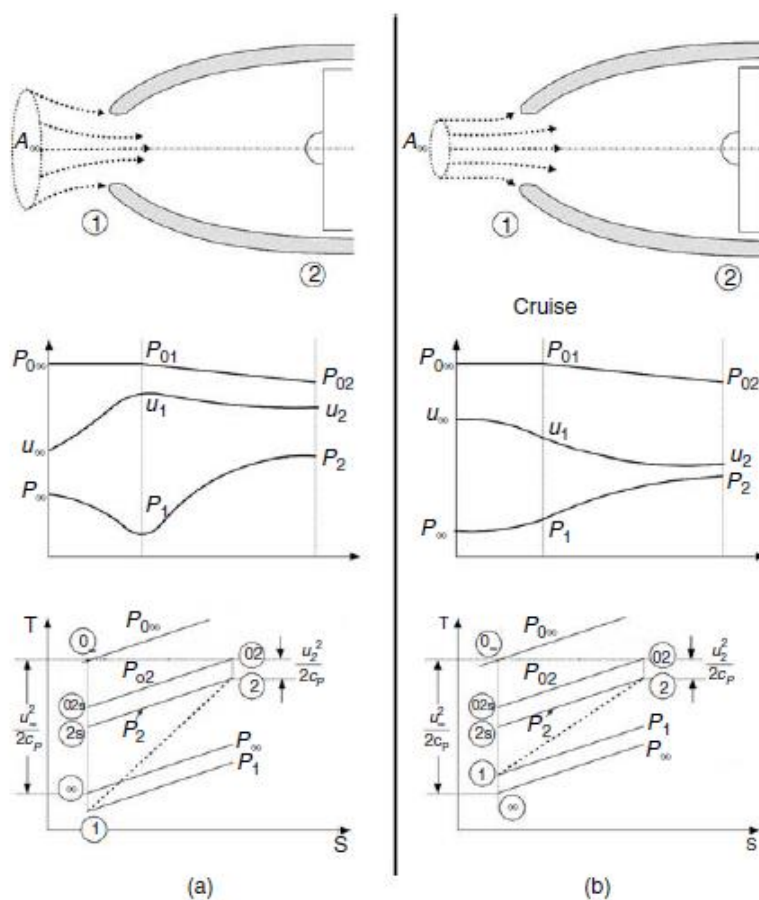 A∞
1
2
P0∞
P01
P02
u∞
u1
u2
P∞
P1
P2
T
0∞
P0∞
Po2
02
u2²
2cP
02s
2
u∞²
2cP
2s
P2
∞
P∞
P1
1
S
(a)
A∞
1
2
Cruise
P0∞
P01
P02
u∞
u1
u2
P2
P∞
P1
T
0∞
P0∞
P02
02
u2²
2cP
02s
2
u∞²
2cP
2s
P2
P1
1
P∞
∞
s
(b)